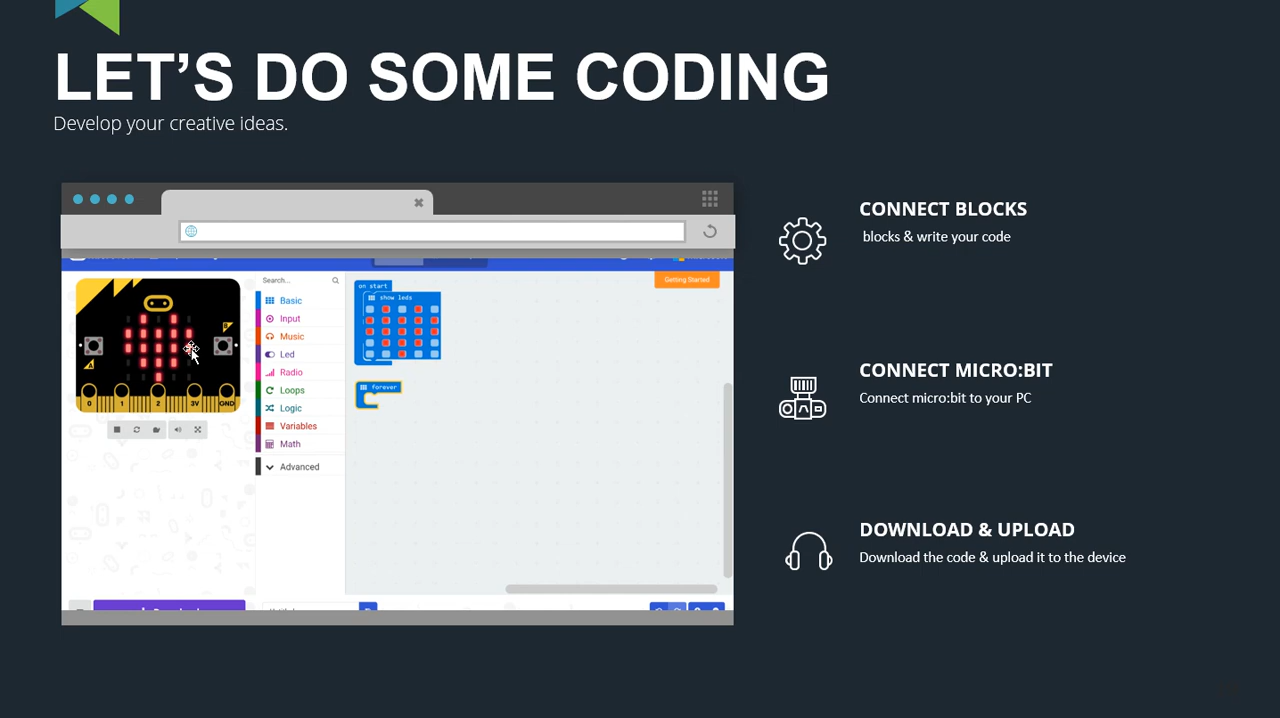 LET’S DO SOME CODING
Develop your creative ideas.
CONNECT BLOCKS
blocks & write your code
CONNECT MICRO:BIT
Connect micro:bit to your PC
DOWNLOAD & UPLOAD
Download the code & upload it to the device
Getting Started
Search...
Basic
Input
Music
Led
Radio
Loops
Logic
Variables
Math
Advanced
on start
show leds
forever
A
B
0 1 2 3V GND